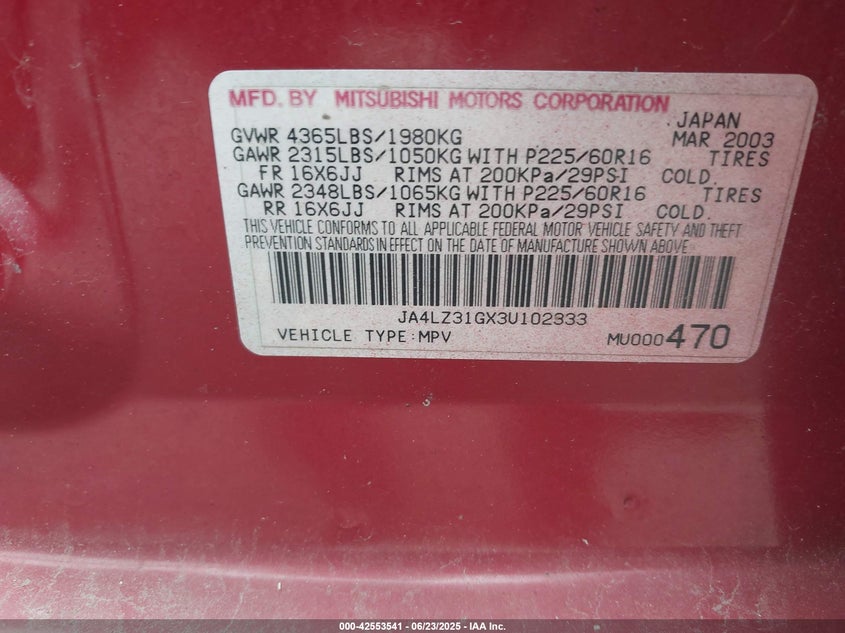 MFD. BY MITSUBISHI MOTORS CORPORATION
JAPAN
GVWR 4365LBS/1980KG MAR 2003
GAWR 2315LBS/1050KG WITH P225/60R16 TIRES
FR 16X6JJ RIMS AT 200KPa/29PSI COLD.
GAWR 2348LBS/1065KG WITH P225/60R16 TIRES
RR 16X6JJ RIMS AT 200KPa/29PSI COLD.
THIS VEHICLE CONFORMS TO ALL APPLICABLE FEDERAL MOTOR VEHICLE SAFETY AND THEFT
PREVENTION STANDARDS IN EFFECT ON THE DATE OF MANUFACTURE SHOWN ABOVE.
JA4LZ31GX3U102333
VEHICLE TYPE:MPV MU000470
000-42553541 - 06/23/2025 - IAA Inc.